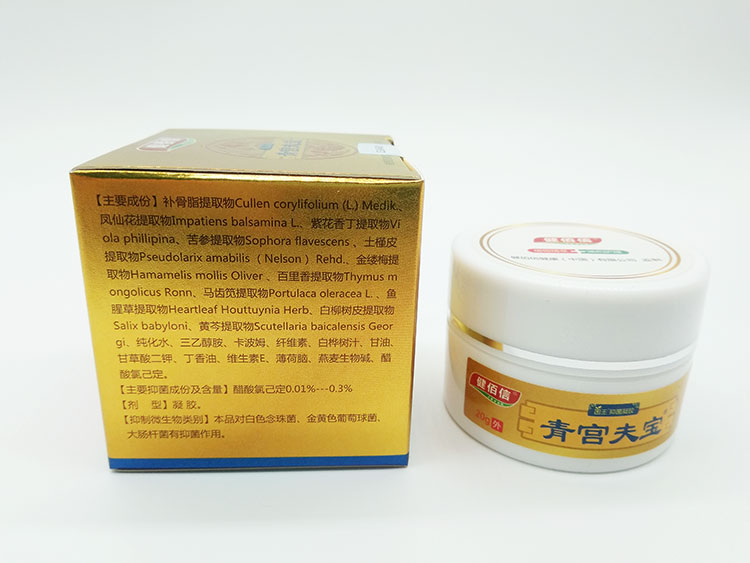 健佰信
【主要成份】补骨脂提取物Cullen corylifolium (L.) Medik.、
凤仙花提取物Impatiens balsamina L.、紫花香丁提取物Vi
ola phillipina、苦参提取物Sophora flavescens、土槿皮
提取物Pseudolarix amabilis（Nelson）Rehd.、金缕梅提
取物Hamamelis mollis Oliver、百里香提取物Thymus m
ongolicus Ronn、马齿笕提取物Portulaca oleracea L.、鱼
腥草提取物Heartleaf Houttuynia Herb、白柳树皮提取物
Salix babyloni、黄芩提取物Scutellaria baicalensis Geor
gi、纯化水、三乙醇胺、卡波姆、纤维素、白桦树汁、甘油、
甘草酸二钾、丁香油、维生素E、薄荷脑、燕麦生物碱、醋
酸氯己定。
【主要抑菌成份及含量】醋酸氯己定0.01%---0.3%
【剂　型】凝胶。
【抑制微生物类别】本品对白色念珠菌、金黄色葡萄球菌、
大肠杆菌有抑菌作用。
健佰信
健佰信
20g
外
青宫夫宝